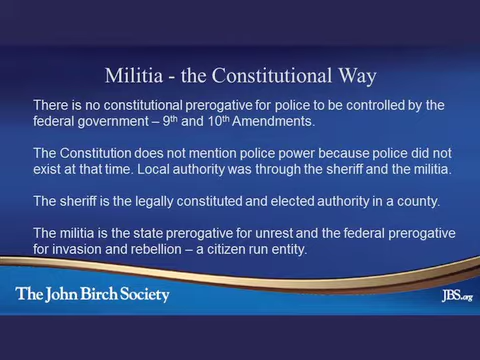 Militia - the Constitutional Way
There is no constitutional prerogative for police to be controlled by the
federal government – 9th and 10th Amendments.
The Constitution does not mention police power because police did not
exist at that time. Local authority was through the sheriff and the militia.
The sheriff is the legally constituted and elected authority in a county.
The militia is the state prerogative for unrest and the federal prerogative
for invasion and rebellion – a citizen run entity.
The John Birch Society
JBS.org